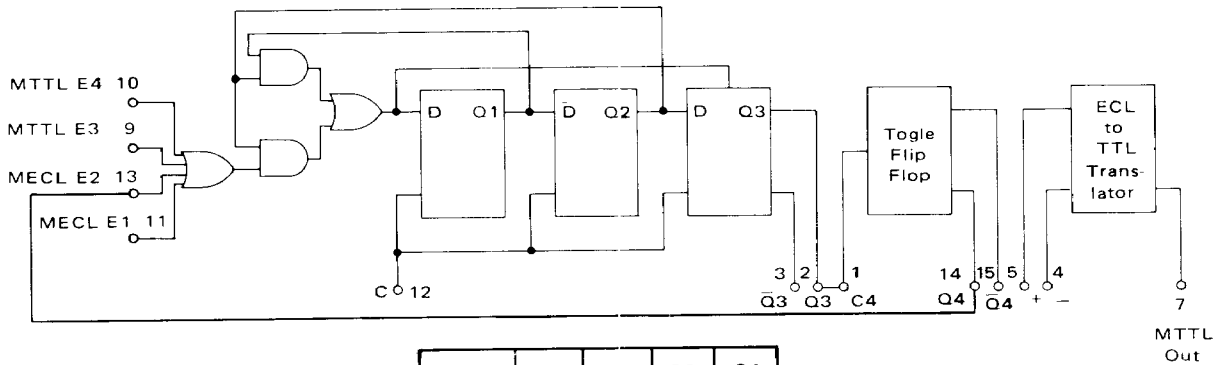 MTTL E4 10
MTTL E3 9
MECL E2 13
MECL E1 11
D Q1
D̅ Q2
D Q3
C 12
Togle
Flip
Flop
ECL
to
TTL
Trans-
lator
3 2 1 14 15 5 4
Q̅3 Q3 C4 Q4 Q̅4 + −
7
MTTL
Out